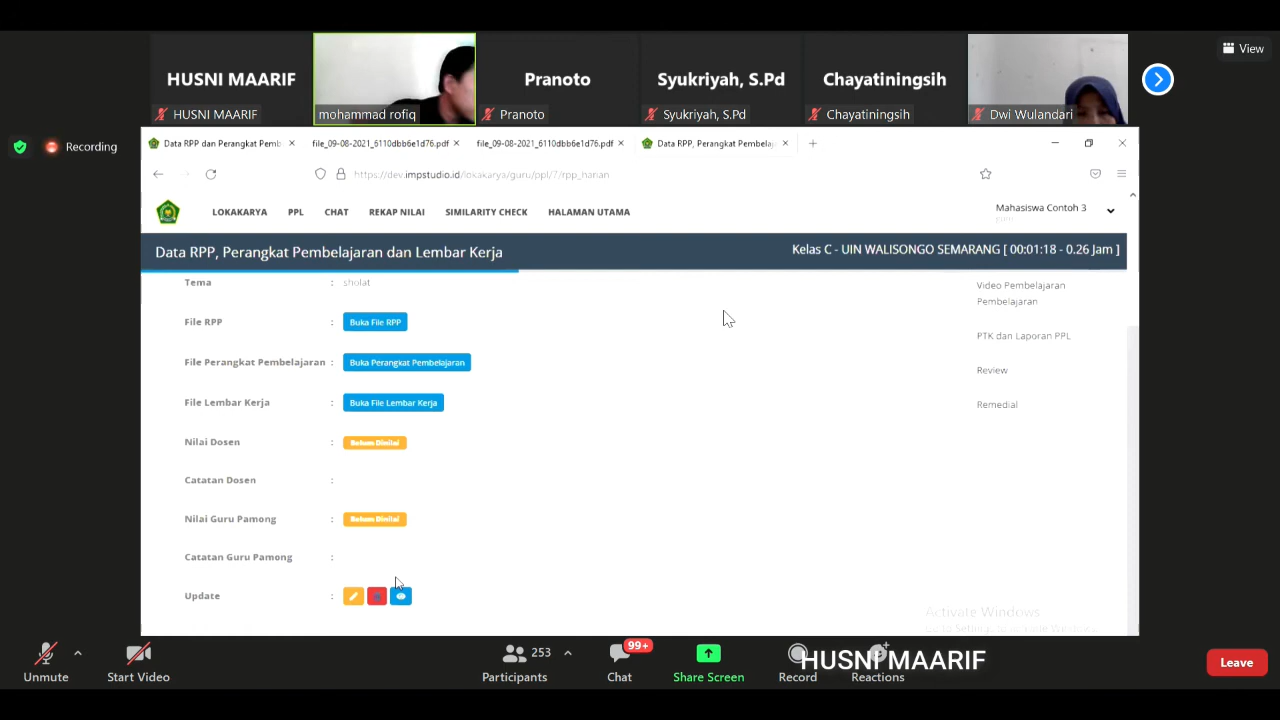 HUSNI MAARIF
Pranoto
Syukriyah, S.Pd
Chayatiningsih
View
HUSNI MAARIF
mohammad rofiq
Pranoto
Syukriyah, S.Pd
Chayatiningsih
Dwi Wulandari
Recording
Data RPP dan Perangkat Pemb
file_09-08-2021_6110dbb6e1d76.pdf
file_09-08-2021_6110dbb6e1d76.pdf
Data RPP, Perangkat Pembelaj
https://dev.impstudio.id/lokakarya/guru/ppl/7/rpp_harian
LOKAKARYA PPL CHAT REKAP NILAI SIMILARITY CHECK HALAMAN UTAMA
Mahasiswa Contoh 3
Data RPP, Perangkat Pembelajaran dan Lembar Kerja
Kelas C - UIN WALISONGO SEMARANG [ 00:01:18 - 0.26 Jam ]
Tema : sholat
File RPP : Buka File RPP
File Perangkat Pembelajaran : Buka Perangkat Pembelajaran
File Lembar Kerja : Buka File Lembar Kerja
Nilai Dosen : Belum Dinilai
Catatan Dosen :
Nilai Guru Pamong : Belum Dinilai
Catatan Guru Pamong :
Update :
Video Pembelajaran
Pembelajaran
PTK dan Laporan PPL
Review
Remedial
Activate Windows
Go to Settings to activate Windows.
Unmute
Start Video
253
Participants
99+
Chat
Share Screen
Record
Reactions
HUSNI MAARIF
Leave